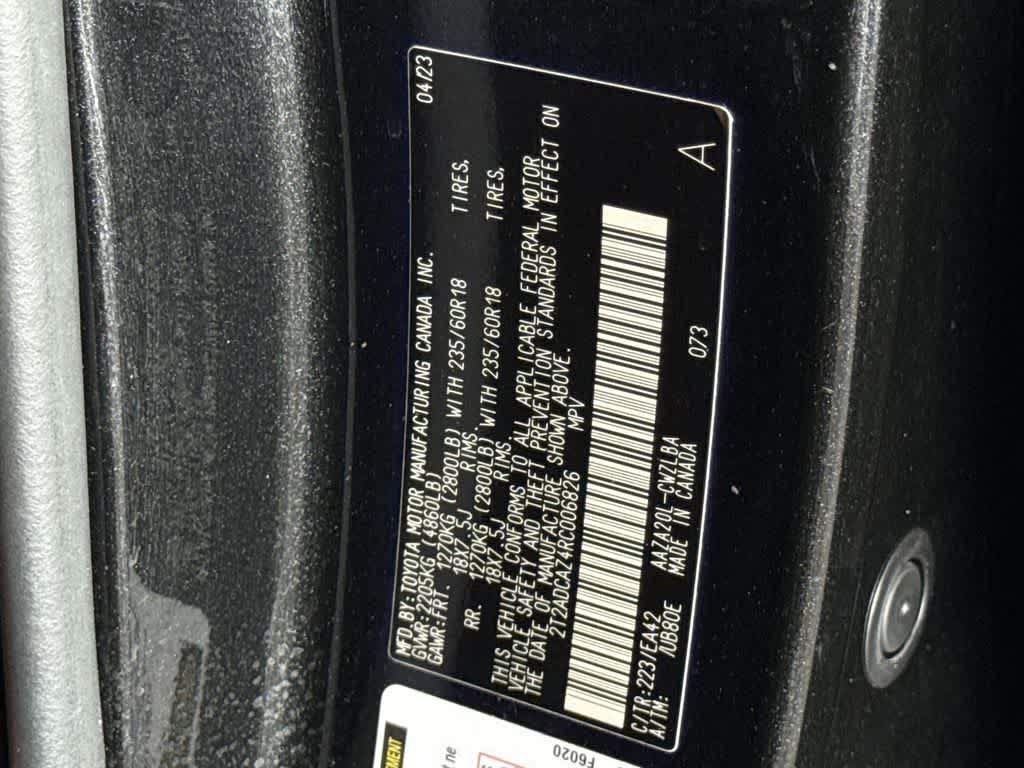 MFD.BY:TOYOTA MOTOR MANUFACTURING CANADA INC. 04/23
GVWR:2205KG (4860LB)
GAWR:FRT. 1270KG (2800LB) WITH 235/60R18 TIRES,
18X7.5J RIMS.
RR. 1270KG (2800LB) WITH 235/60R18 TIRES,
18X7.5J RIMS.
THIS VEHICLE CONFORMS TO ALL APPLICABLE FEDERAL MOTOR
VEHICLE SAFETY AND THEFT PREVENTION STANDARDS IN EFFECT ON
THE DATE OF MANUFACTURE SHOWN ABOVE.
2T2ADCAZ4RC006826 MPV
C/TR:223/EA42 AAZA20L-CWZLBA 073 A
A/TM: /UB80E MADE IN CANADA
F6020